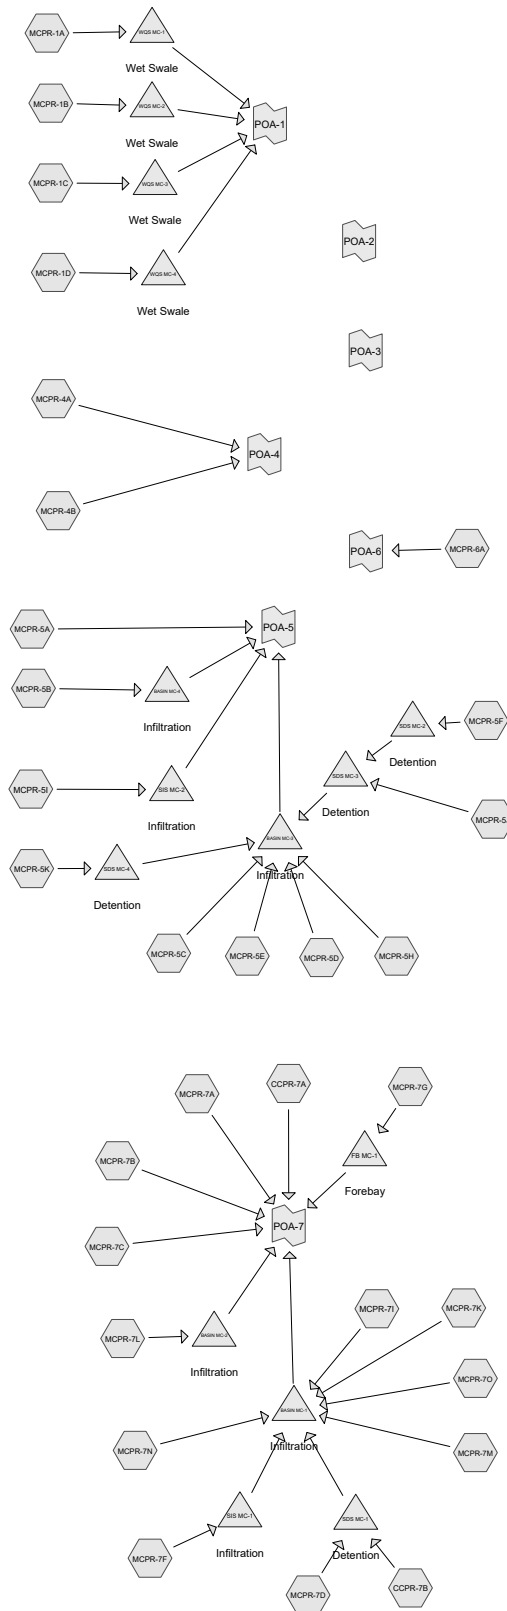 MCPR-1A
WQS MC-1
Wet Swale
MCPR-1B
WQS MC-2
POA-1
Wet Swale
MCPR-1C
WQS MC-3
Wet Swale
POA-2
MCPR-1D
WQS MC-4
Wet Swale
POA-3
MCPR-4A
POA-4
MCPR-4B
POA-6
MCPR-6A
MCPR-5A
POA-5
MCPR-5B
BASIN MC-4
Infiltration
SDS MC-2
MCPR-5F
Detention
MCPR-5I
SIS MC-2
SDS MC-3
Infiltration
Detention
MCPR-5
BASIN MC-3
MCPR-5K
SDS MC-4
Infiltration
Detention
MCPR-5C
MCPR-5E
MCPR-5D
MCPR-5H
MCPR-7A
CCPR-7A
MCPR-7G
MCPR-7B
FB MC-1
Forebay
MCPR-7C
POA-7
MCPR-7L
BASIN MC-2
Infiltration
MCPR-7I
MCPR-7K
MCPR-7O
BASIN MC-1
MCPR-7N
Infiltration
MCPR-7M
SIS MC-1
SDS MC-1
MCPR-7F
Infiltration
Detention
MCPR-7D
CCPR-7B